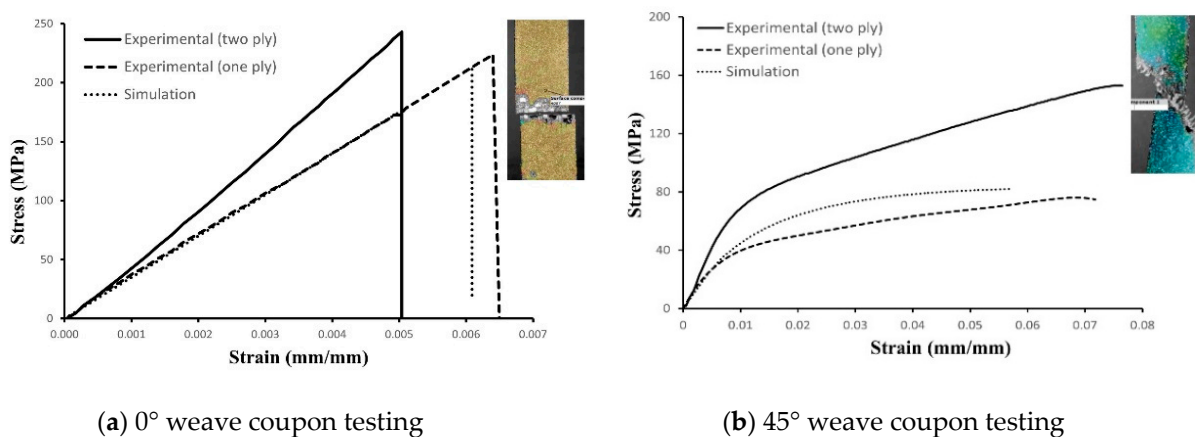 250
200
150
100
50
0
Stress (MPa)
Experimental (two ply)
Experimental (one ply)
Simulation
0.000 0.001 0.002 0.003 0.004 0.005 0.006 0.007
Strain (mm/mm)
(a) 0° weave coupon testing
200
160
120
80
40
0
Stress (MPa)
Experimental (two ply)
Experimental (one ply)
Simulation
0 0.01 0.02 0.03 0.04 0.05 0.06 0.07 0.08
Strain (mm/mm)
(b) 45° weave coupon testing